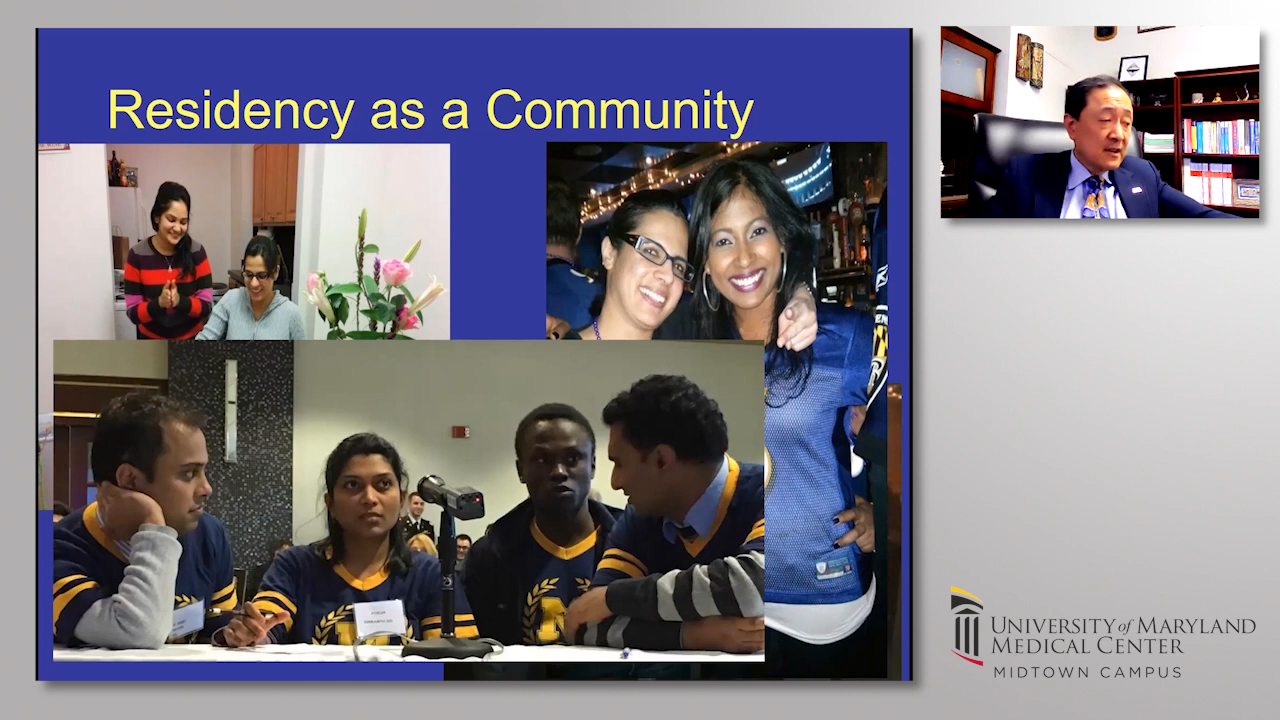 Residency as a Community
UNIVERSITY of MARYLAND
MEDICAL CENTER
MIDTOWN CAMPUS